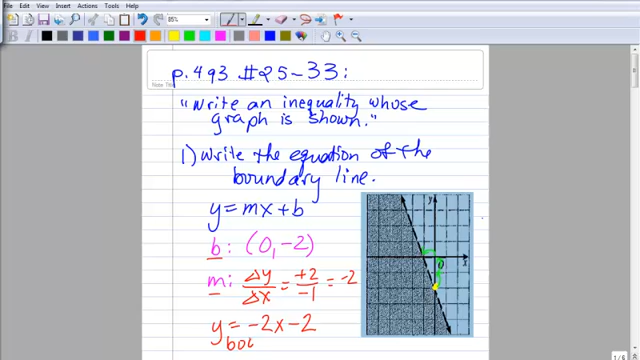 File Edit View Insert Actions Tools Help
85%
B I U
p. 493 #25-33:
Note Title
"Write an inequality whose
graph is shown."
1) Write the equation of the
boundary line.
y = mx + b
b: (0, -2)
m: Δy/Δx = +2/-1 = -2
y = -2x - 2
bou
y
x
0
1/6